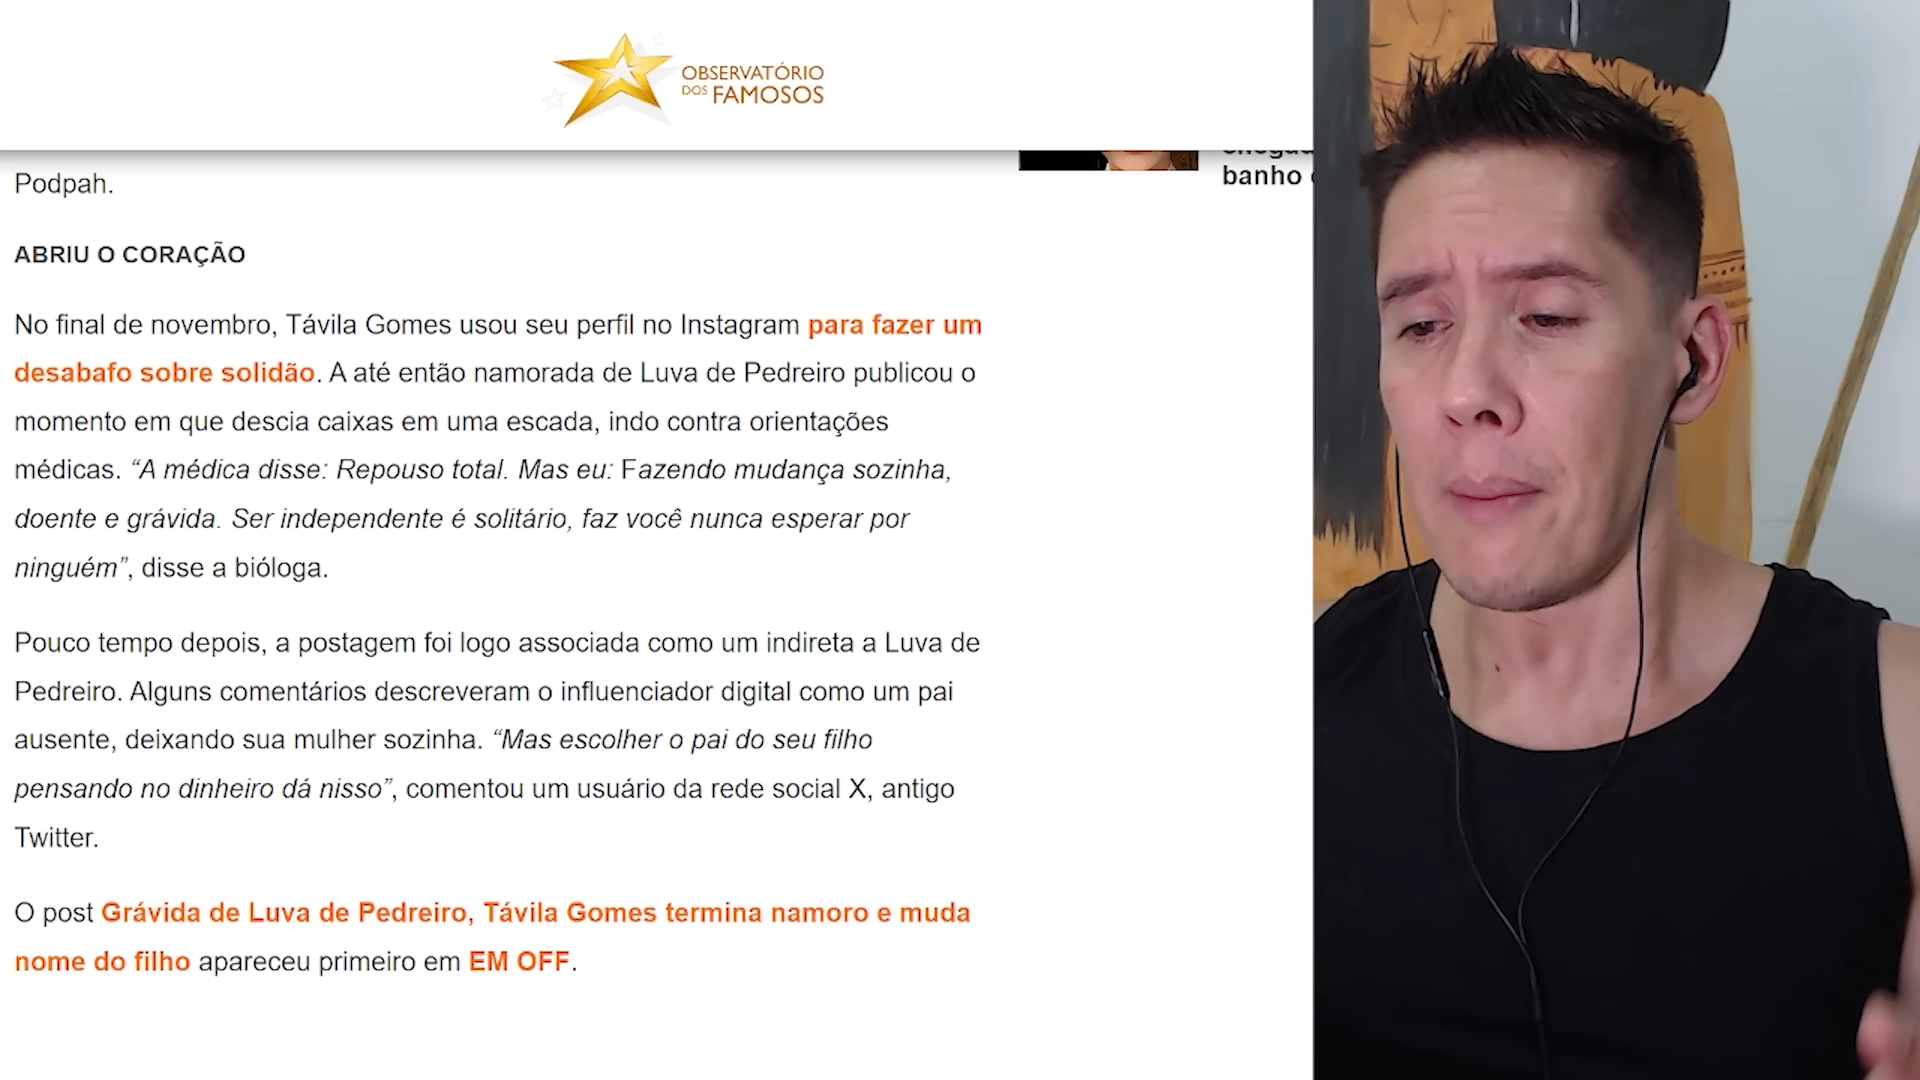 OBSERVATÓRIO
DOS FAMOSOS
Podpah.
banho
ABRIU O CORAÇÃO
No final de novembro, Távila Gomes usou seu perfil no Instagram para fazer um
desabafo sobre solidão. A até então namorada de Luva de Pedreiro publicou o
momento em que descia caixas em uma escada, indo contra orientações
médicas. “A médica disse: Repouso total. Mas eu: Fazendo mudança sozinha,
doente e grávida. Ser independente é solitário, faz você nunca esperar por
ninguém”, disse a bióloga.
Pouco tempo depois, a postagem foi logo associada como um indireta a Luva de
Pedreiro. Alguns comentários descreveram o influenciador digital como um pai
ausente, deixando sua mulher sozinha. “Mas escolher o pai do seu filho
pensando no dinheiro dá nisso”, comentou um usuário da rede social X, antigo
Twitter.
O post Grávida de Luva de Pedreiro, Távila Gomes termina namoro e muda
nome do filho apareceu primeiro em EM OFF.